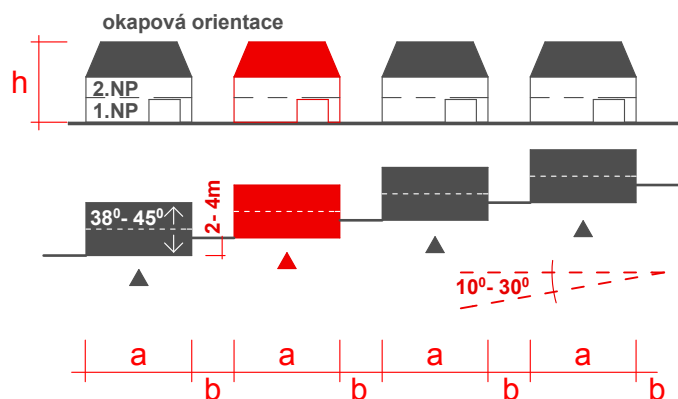 okapová orientace
h
2.NP
1.NP
38⁰- 45⁰
2- 4m
10⁰- 30⁰
a
a
a
a
b
b
b
b